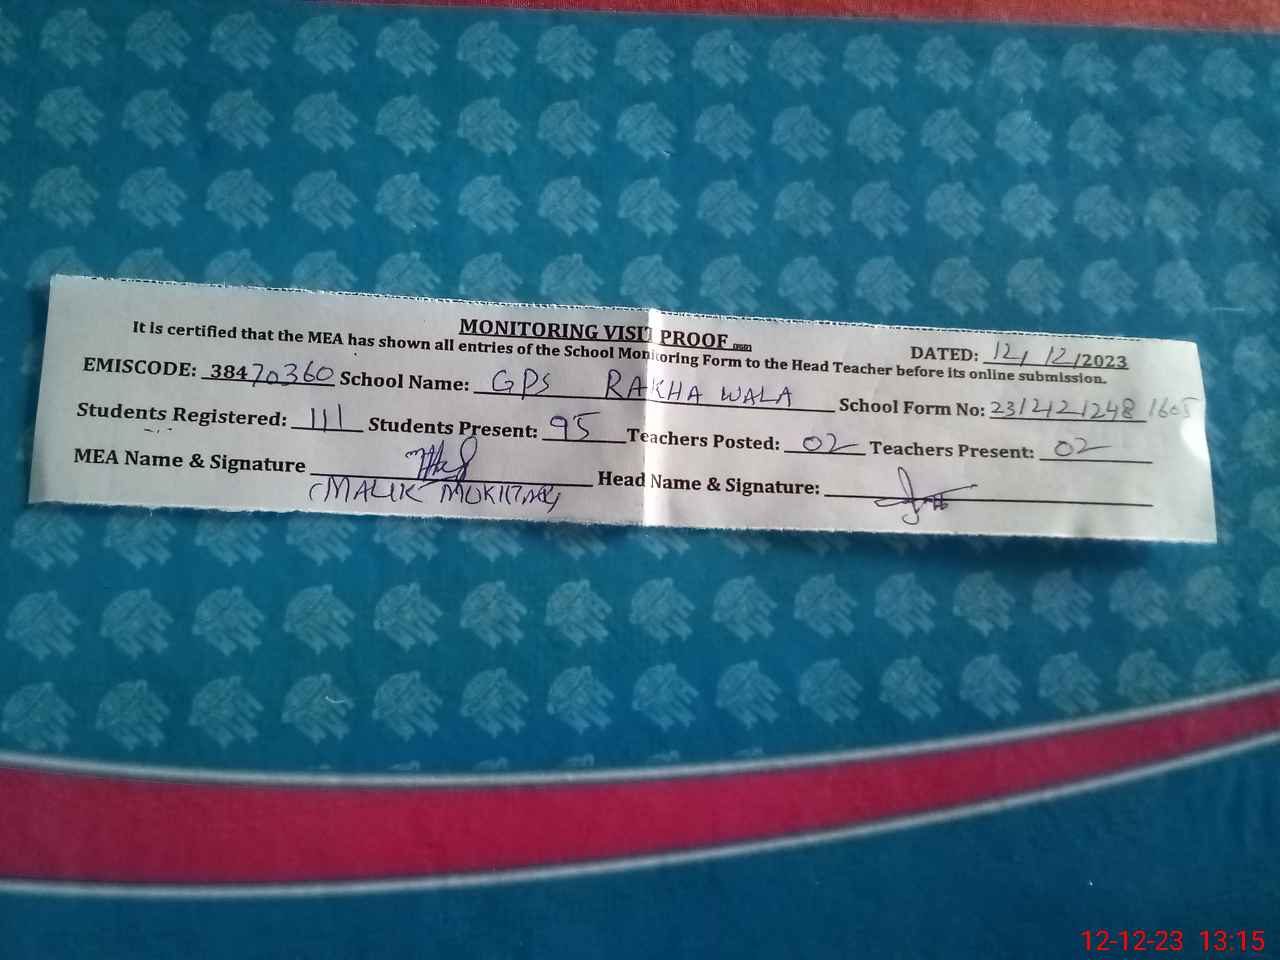 MONITORING VISIT PROOF
DATED: 12/12/2023
It is certified that the MEA has shown all entries of the School Monitoring Form to the Head Teacher before its online submission.
EMISCODE: 38470360 School Name: GPS RAKHA WALA School Form No: 23121212481605
Students Registered: 111 Students Present: 95 Teachers Posted: 02 Teachers Present: 02
MEA Name & Signature Head Name & Signature:
(MALIK MUKHTAR)
12-12-23 13:15